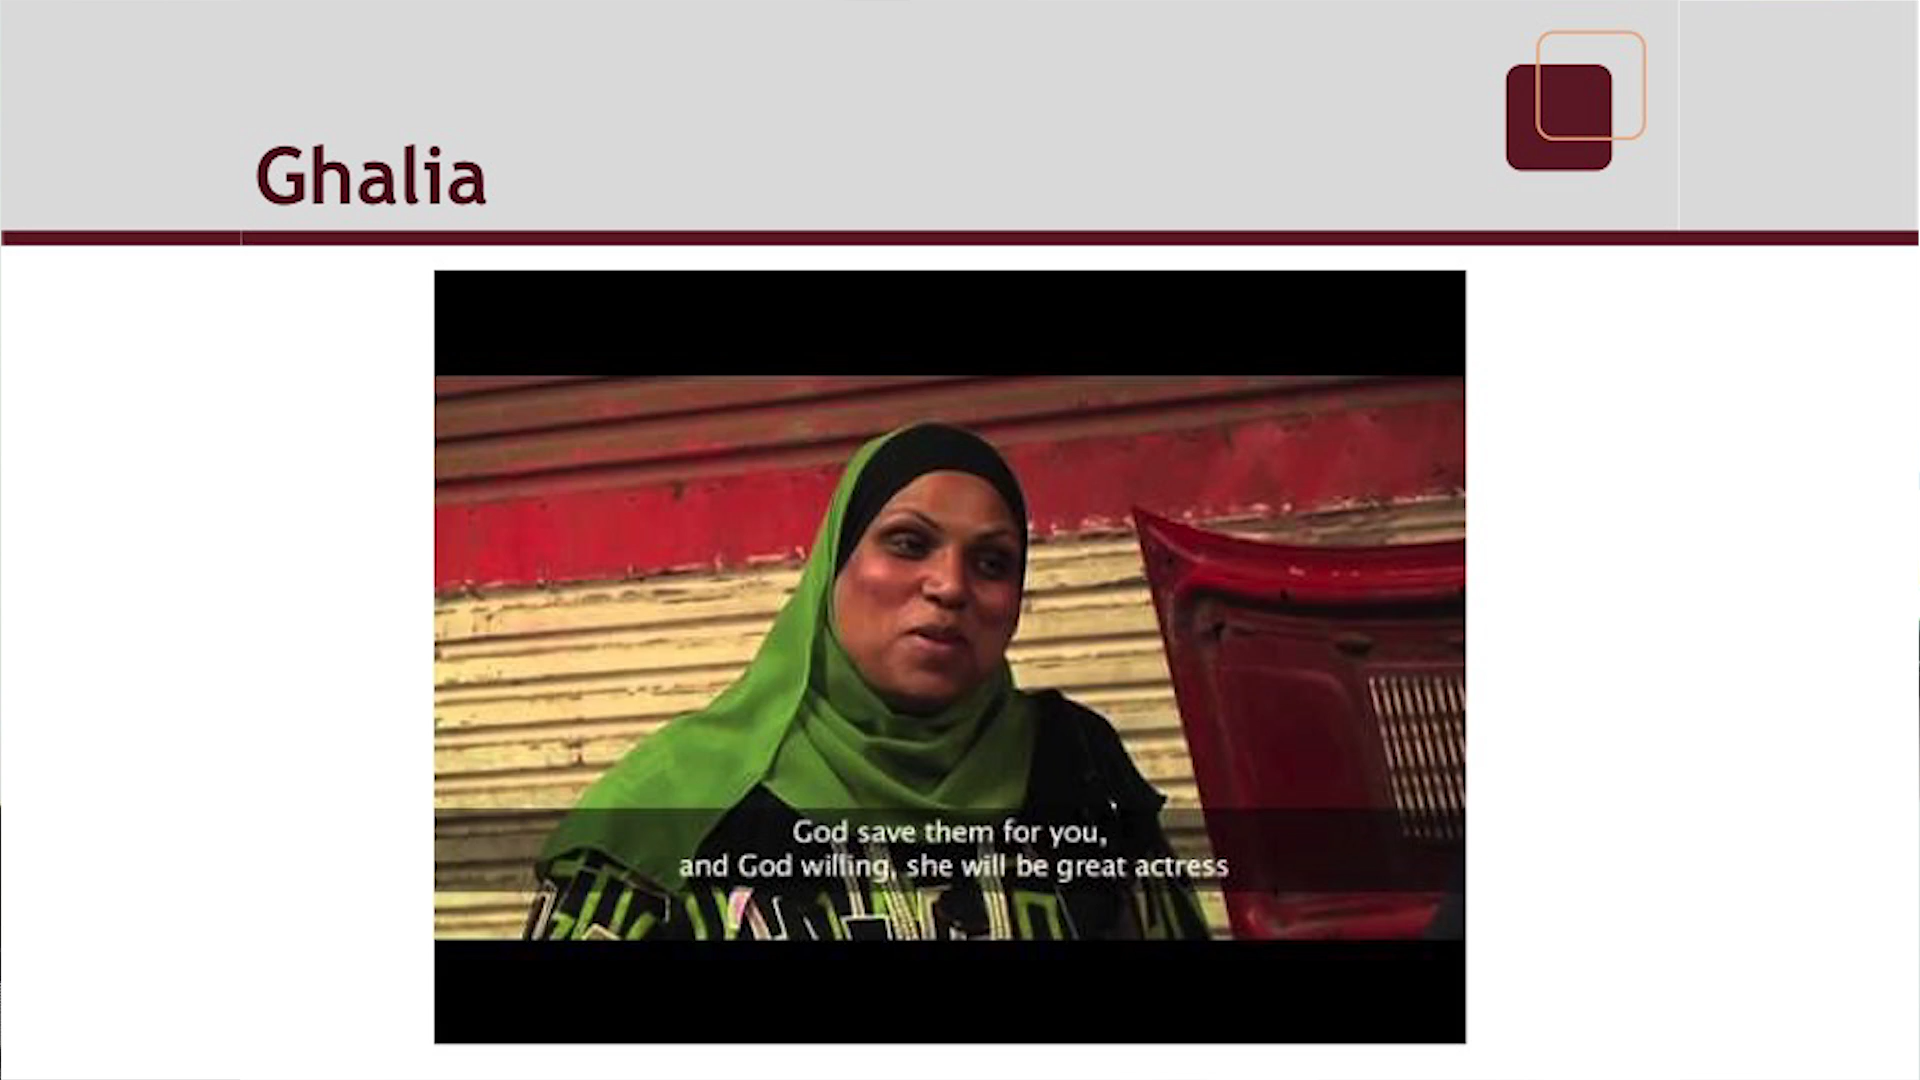 Ghalia
God save them for you,
and God willing, she will be great actress